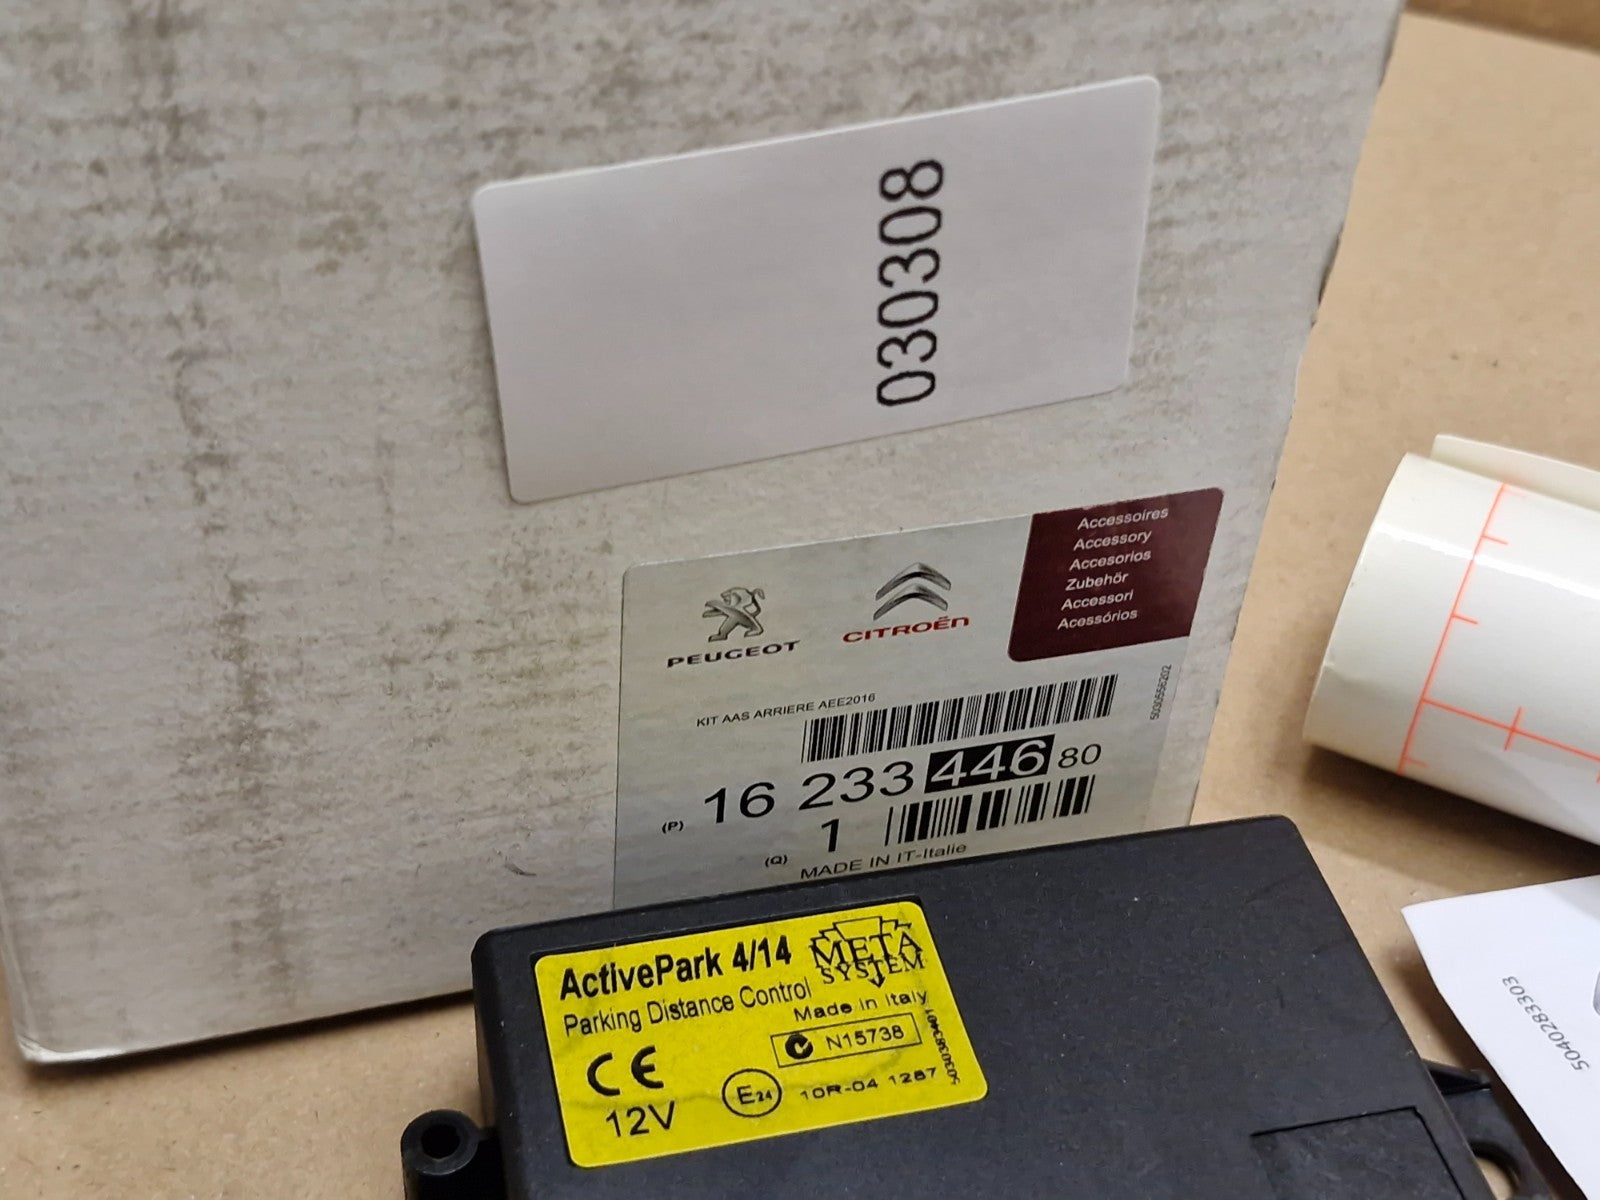 030308
PEUGEOT
CITROËN
Accessoires
Accessory
Accesorios
Zubehör
Accessori
Acessórios
KIT AAS ARRIERE AEE2016
5030556202
(P) 16 233 446 80
(Q) 1
MADE IN IT-Italie
ActivePark 4/14
Parking Distance Control
META
SYSTEM
Made in Italy
N15738
CE
12V
E24
10R-04 1287
5040283303